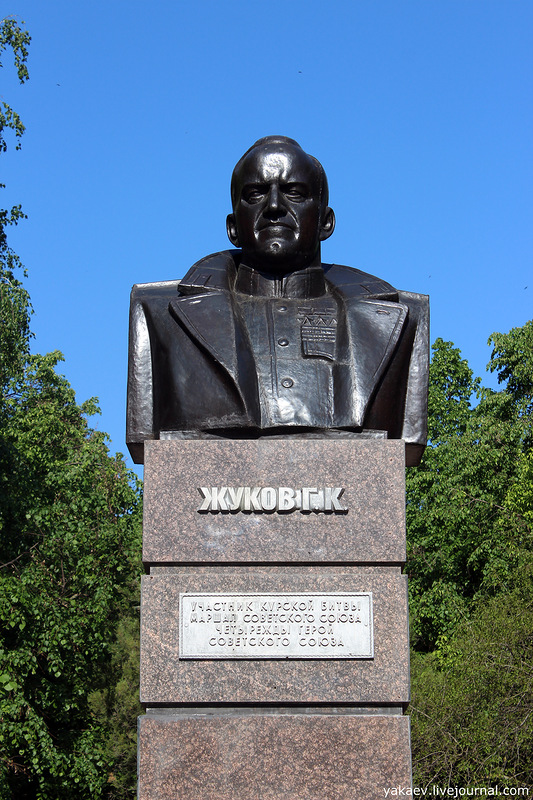 ЖУКОВ Г.К
УЧАСТНИК КУРСКОЙ БИТВЫ
МАРШАЛ СОВЕТСКОГО СОЮЗА
ЧЕТЫРЕЖДЫ ГЕРОЙ
СОВЕТСКОГО СОЮЗА
yakaev.livejournal.com